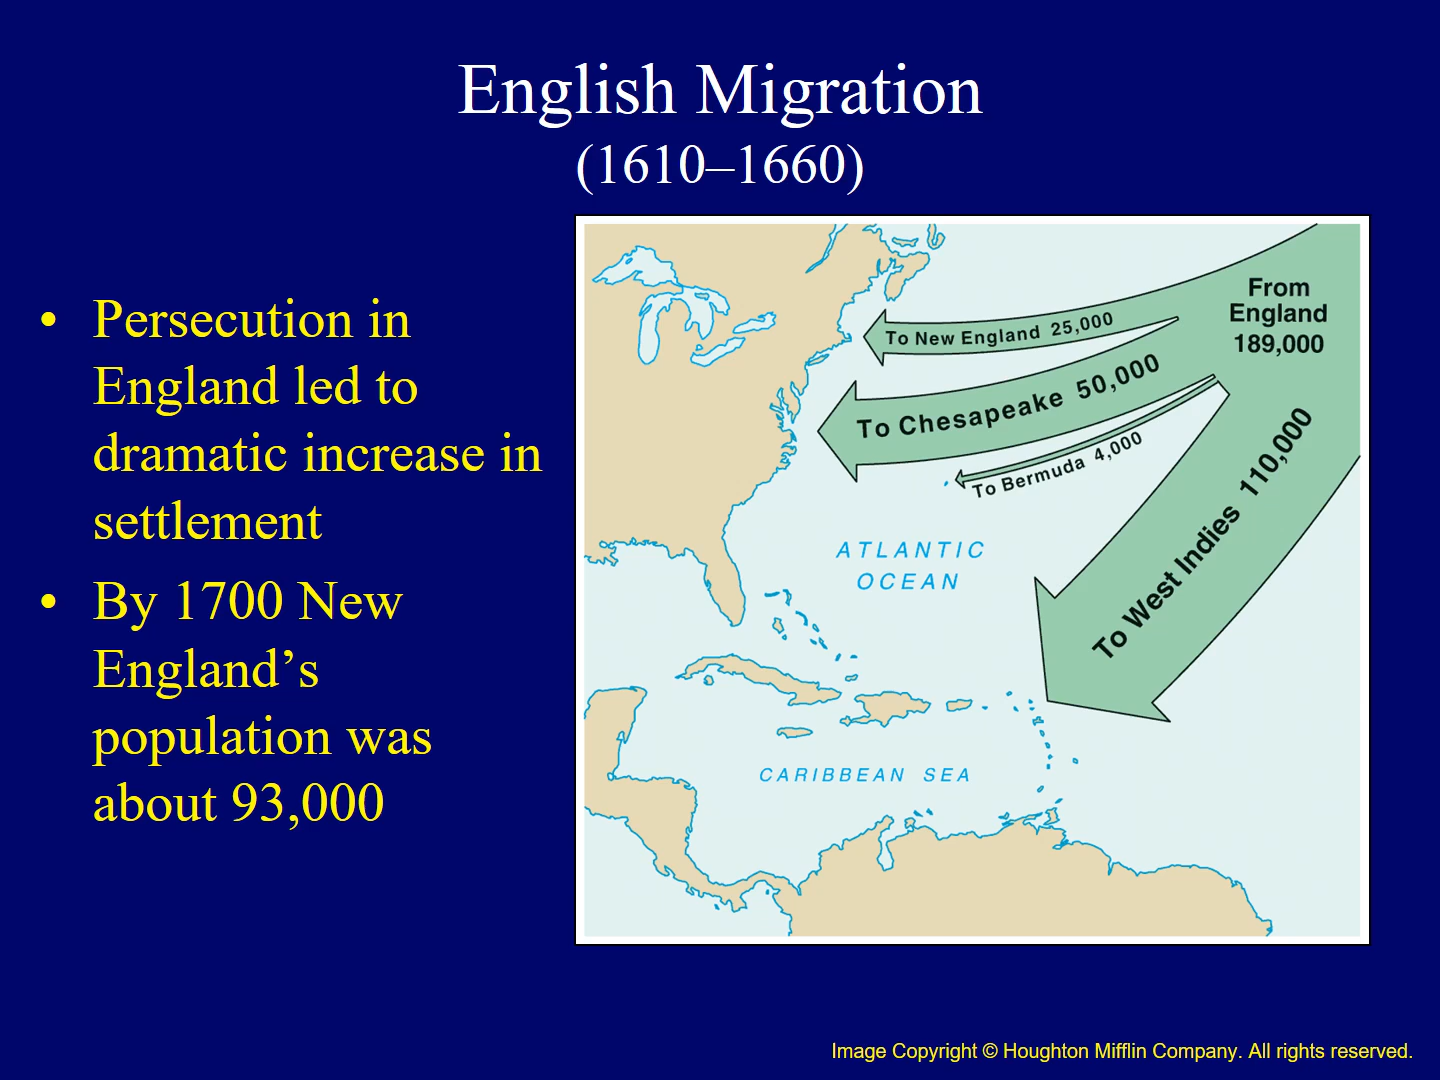 English Migration
(1610–1660)
• Persecution in
England led to
dramatic increase in
settlement
• By 1700 New
England’s
population was
about 93,000
From
England
189,000
To New England 25,000
To Chesapeake 50,000
To Bermuda 4,000
To West Indies 110,000
ATLANTIC
OCEAN
CARIBBEAN SEA
Image Copyright © Houghton Mifflin Company. All rights reserved.